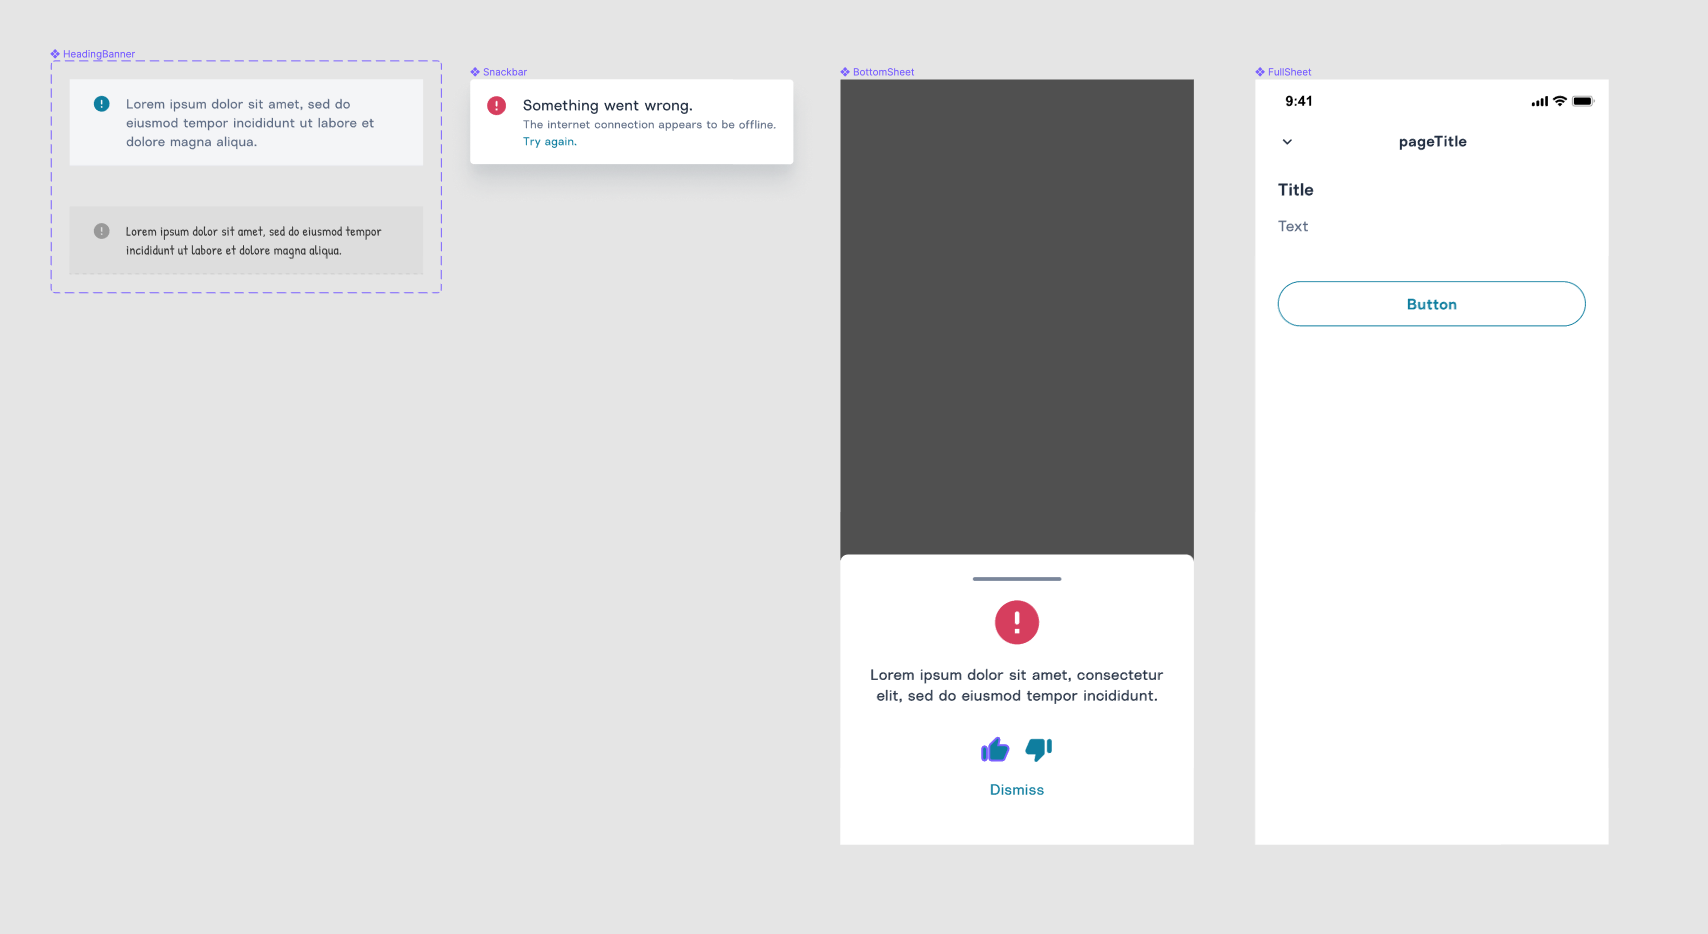 HeadingBanner
Lorem ipsum dolor sit amet, sed do
eiusmod tempor incididunt ut labore et
dolore magna aliqua.
Lorem ipsum dolor sit amet, sed do eiusmod tempor
incididunt ut labore et dolore magna aliqua.
Snackbar
Something went wrong.
The internet connection appears to be offline.
Try again.
BottomSheet
Lorem ipsum dolor sit amet, consectetur
elit, sed do eiusmod tempor incididunt.
Dismiss
FullSheet
9:41
pageTitle
Title
Text
Button